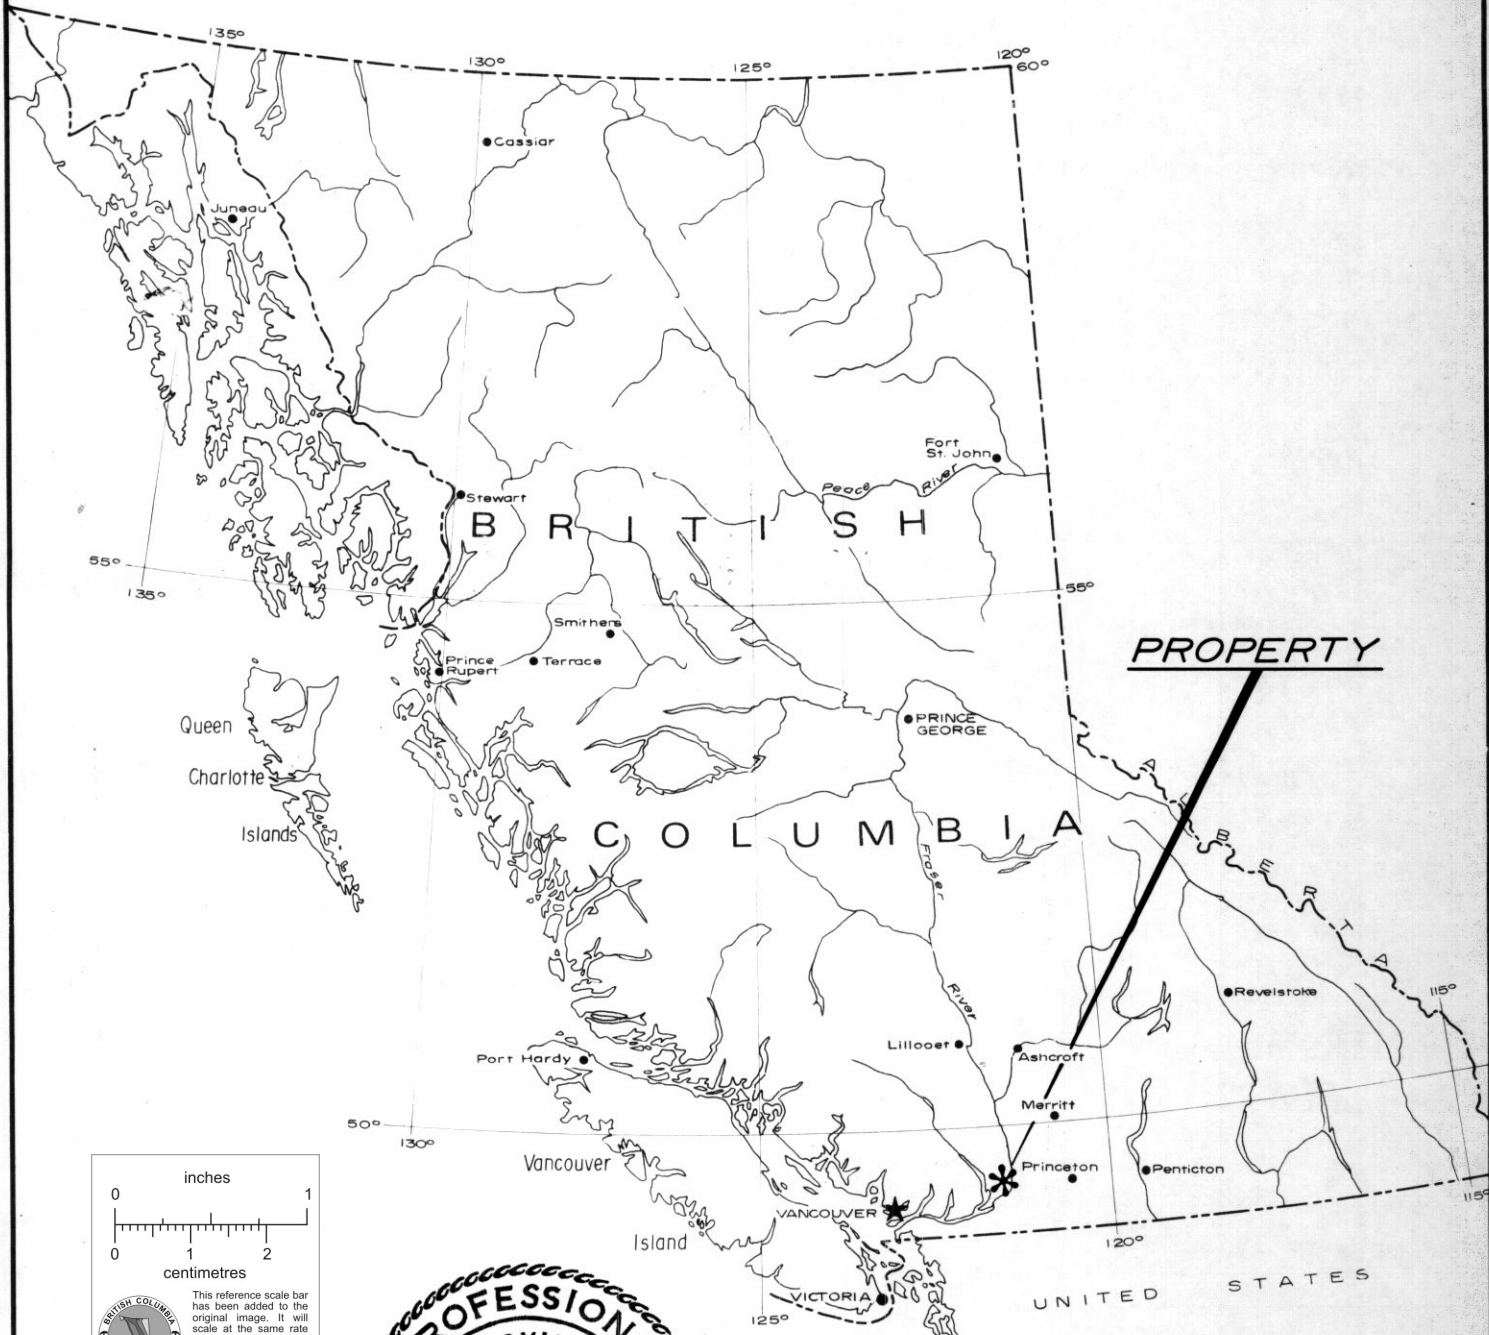 135°
130°
125°
120°
60°
Cassiar
Juneau
Fort
St. John
Peace River
Stewart
BRITISH
55°
135°
55°
Smithers
Terrace
Prince
Rupert
PROPERTY
Queen
Charlotte
Islands
PRINCE
GEORGE
ALBERTA
COLUMBIA
Fraser
River
Revelstoke
115°
Lillooet
Ashcroft
Port Hardy
Merritt
50°
130°
Vancouver
Island
Princeton
Penticton
115°
VANCOUVER
120°
UNITED STATES
VICTORIA
125°
inches
0 1
0 1 2
centimetres
BRITISH COLUMBIA
This reference scale bar
has been added to the
original image. It will
scale at the same rate